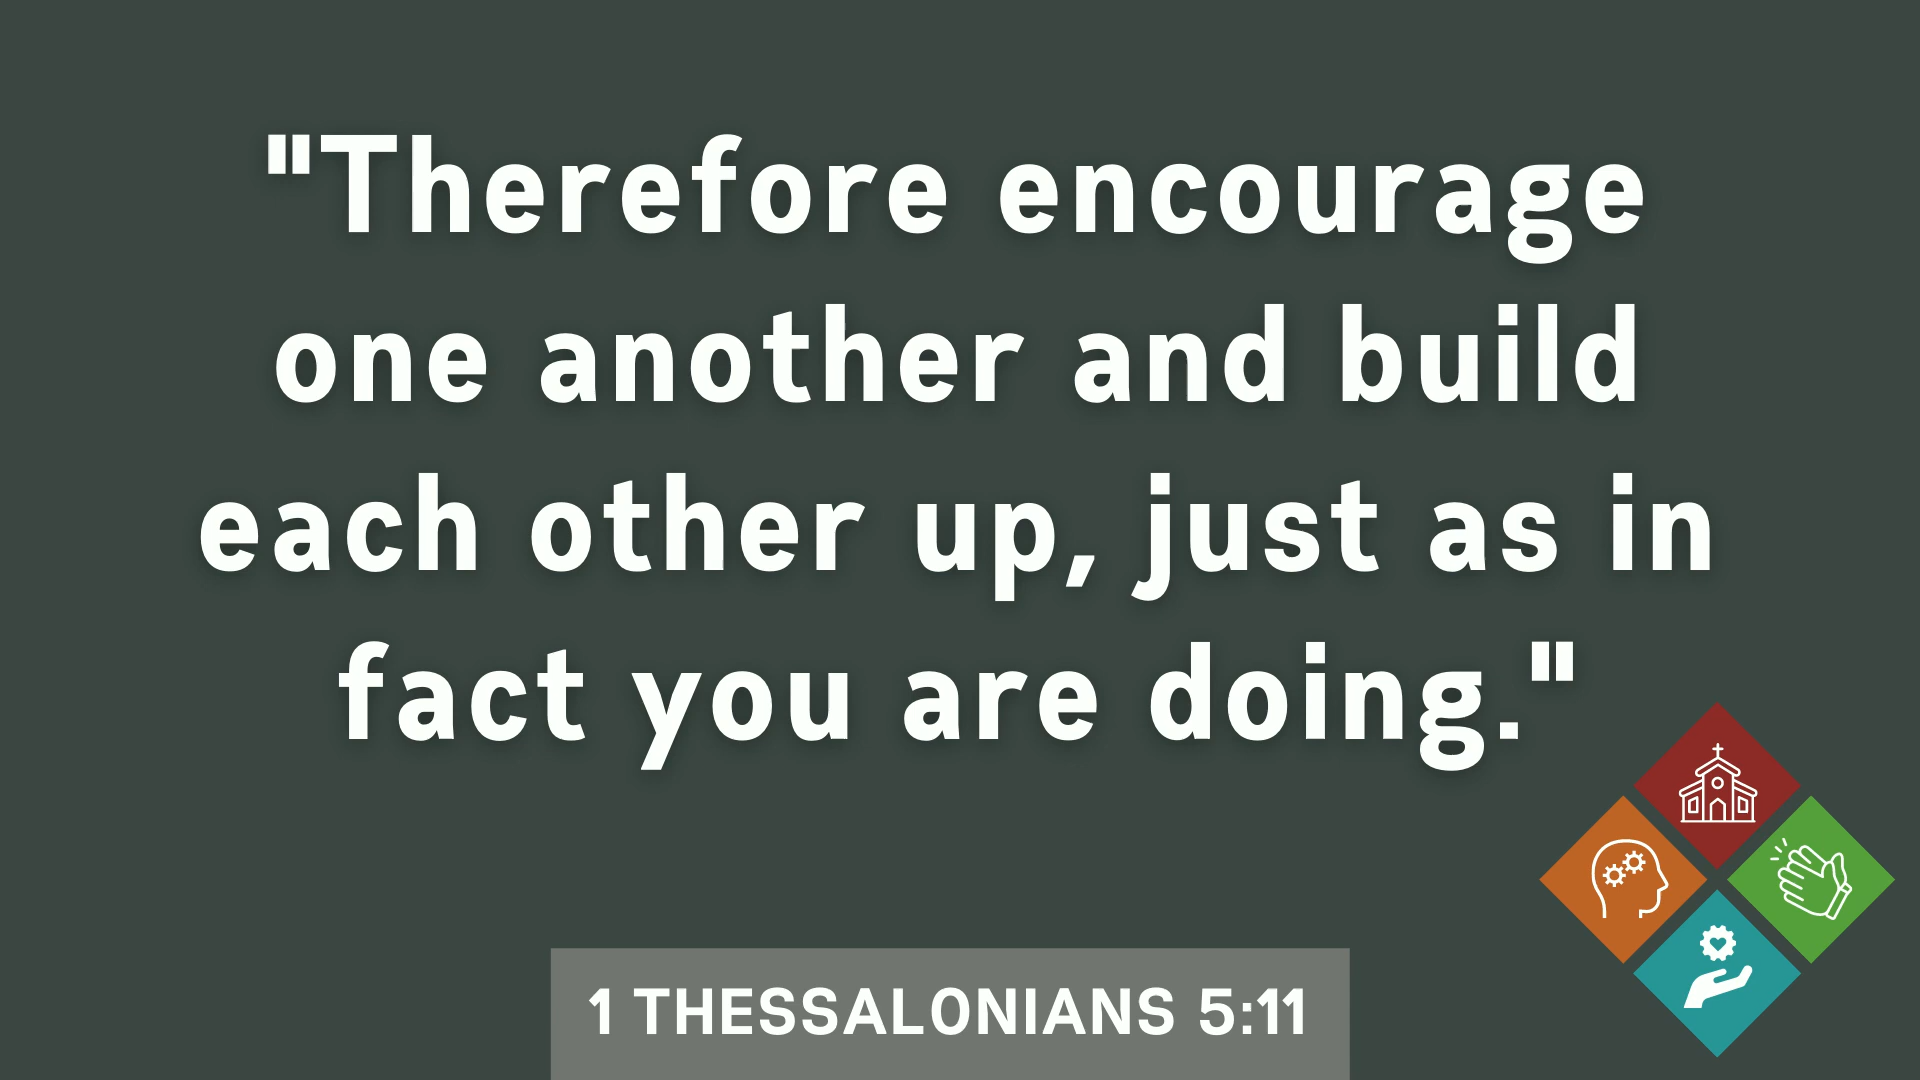 "Therefore encourage
one another and build
each other up, just as in
fact you are doing."
1 THESSALONIANS 5:11